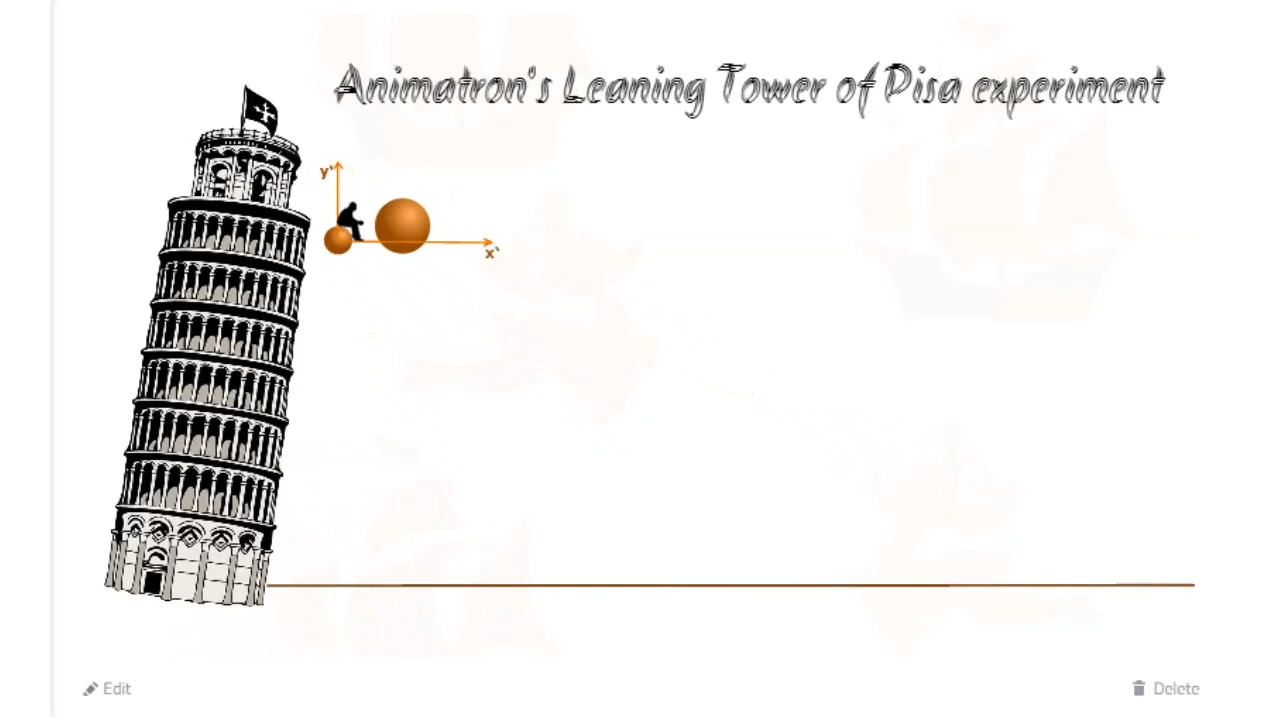 Animatron's Leaning Tower of Pisa experiment
y`
x`
Edit
Delete